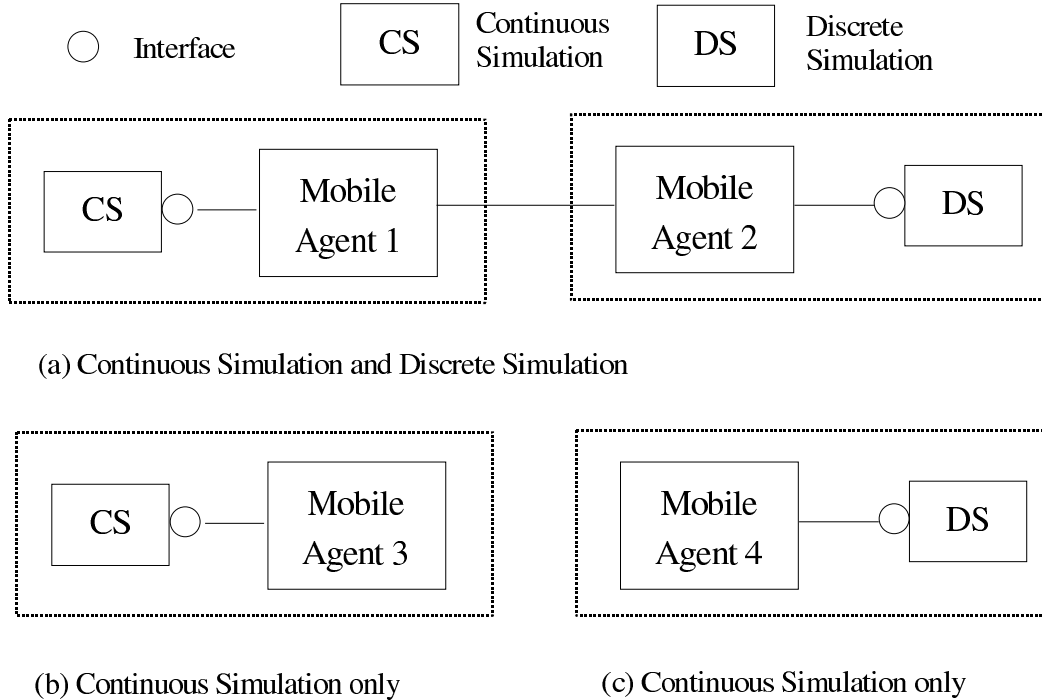 Interface
CS
Continuous
Simulation
DS
Discrete
Simulation
CS
Mobile
Agent 1
Mobile
Agent 2
DS
(a) Continuous Simulation and Discrete Simulation
CS
Mobile
Agent 3
Mobile
Agent 4
DS
(b) Continuous Simulation only
(c) Continuous Simulation only